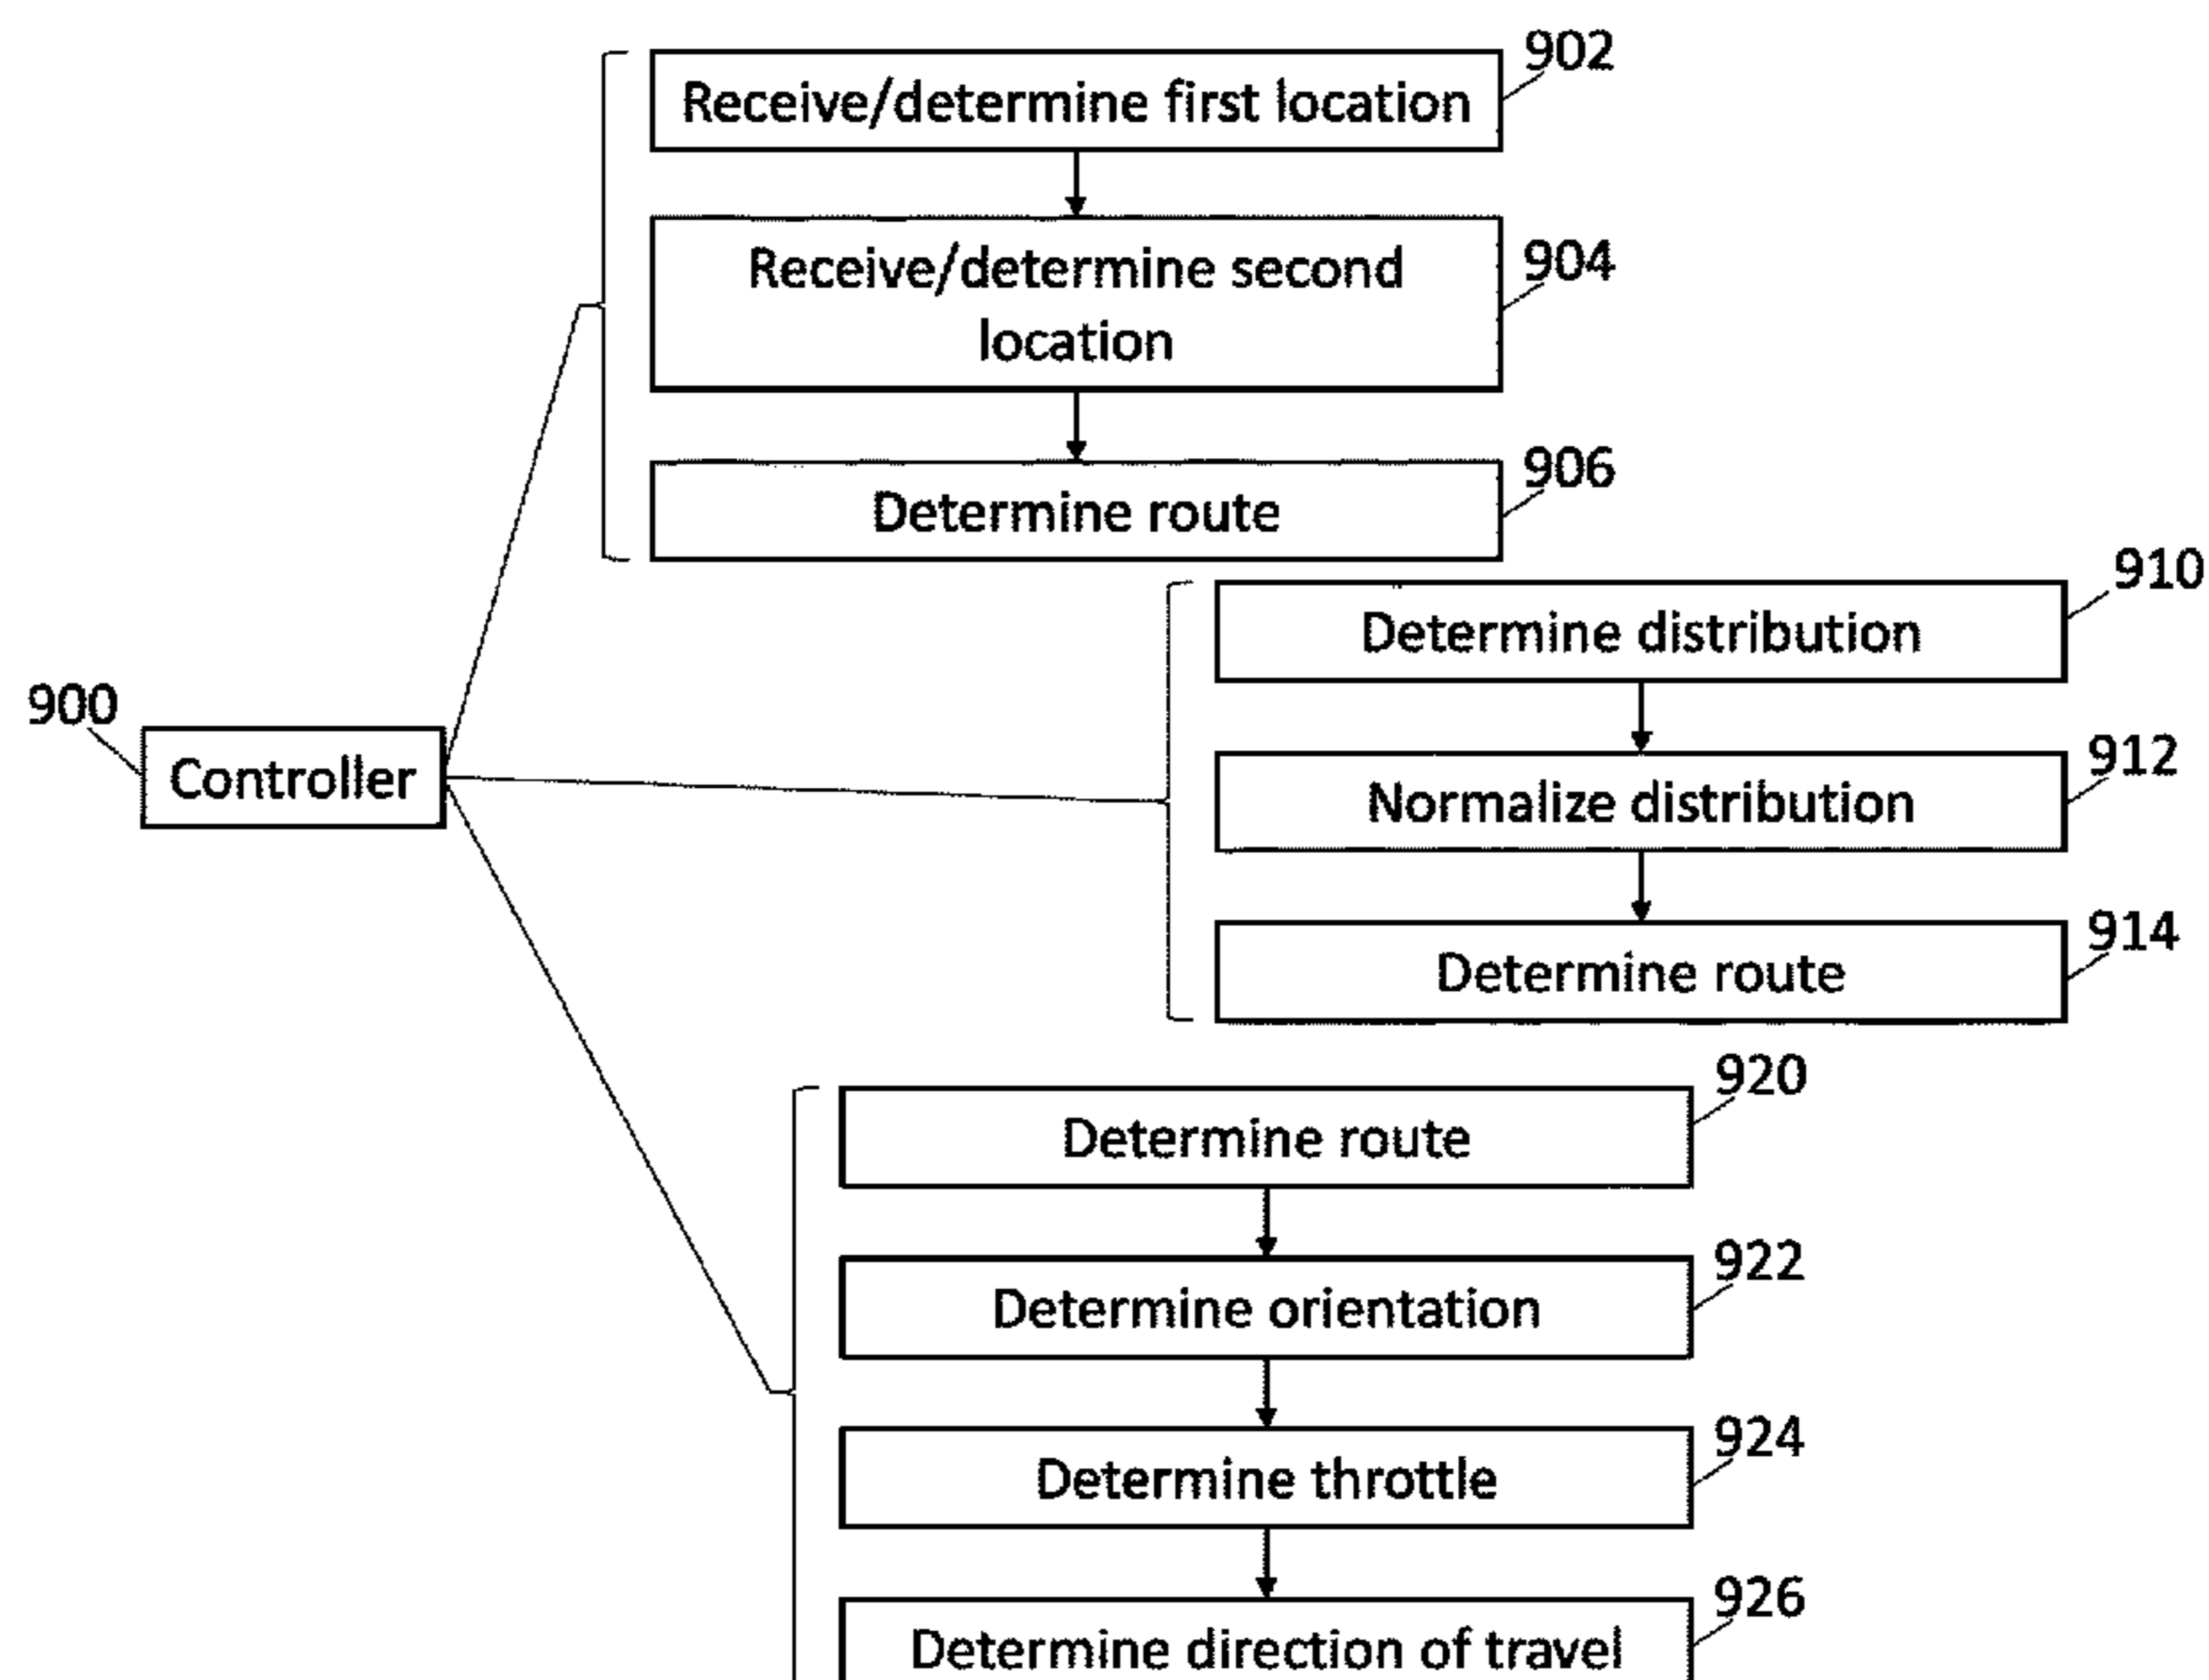 902
Receive/determine first location
904
Receive/determine second
location
906
Determine route
910
Determine distribution
900
912
Controller
Normalize distribution
914
Determine route
920
Determine route
922
Determine orientation
924
Determine throttle
926
Determine direction of travel